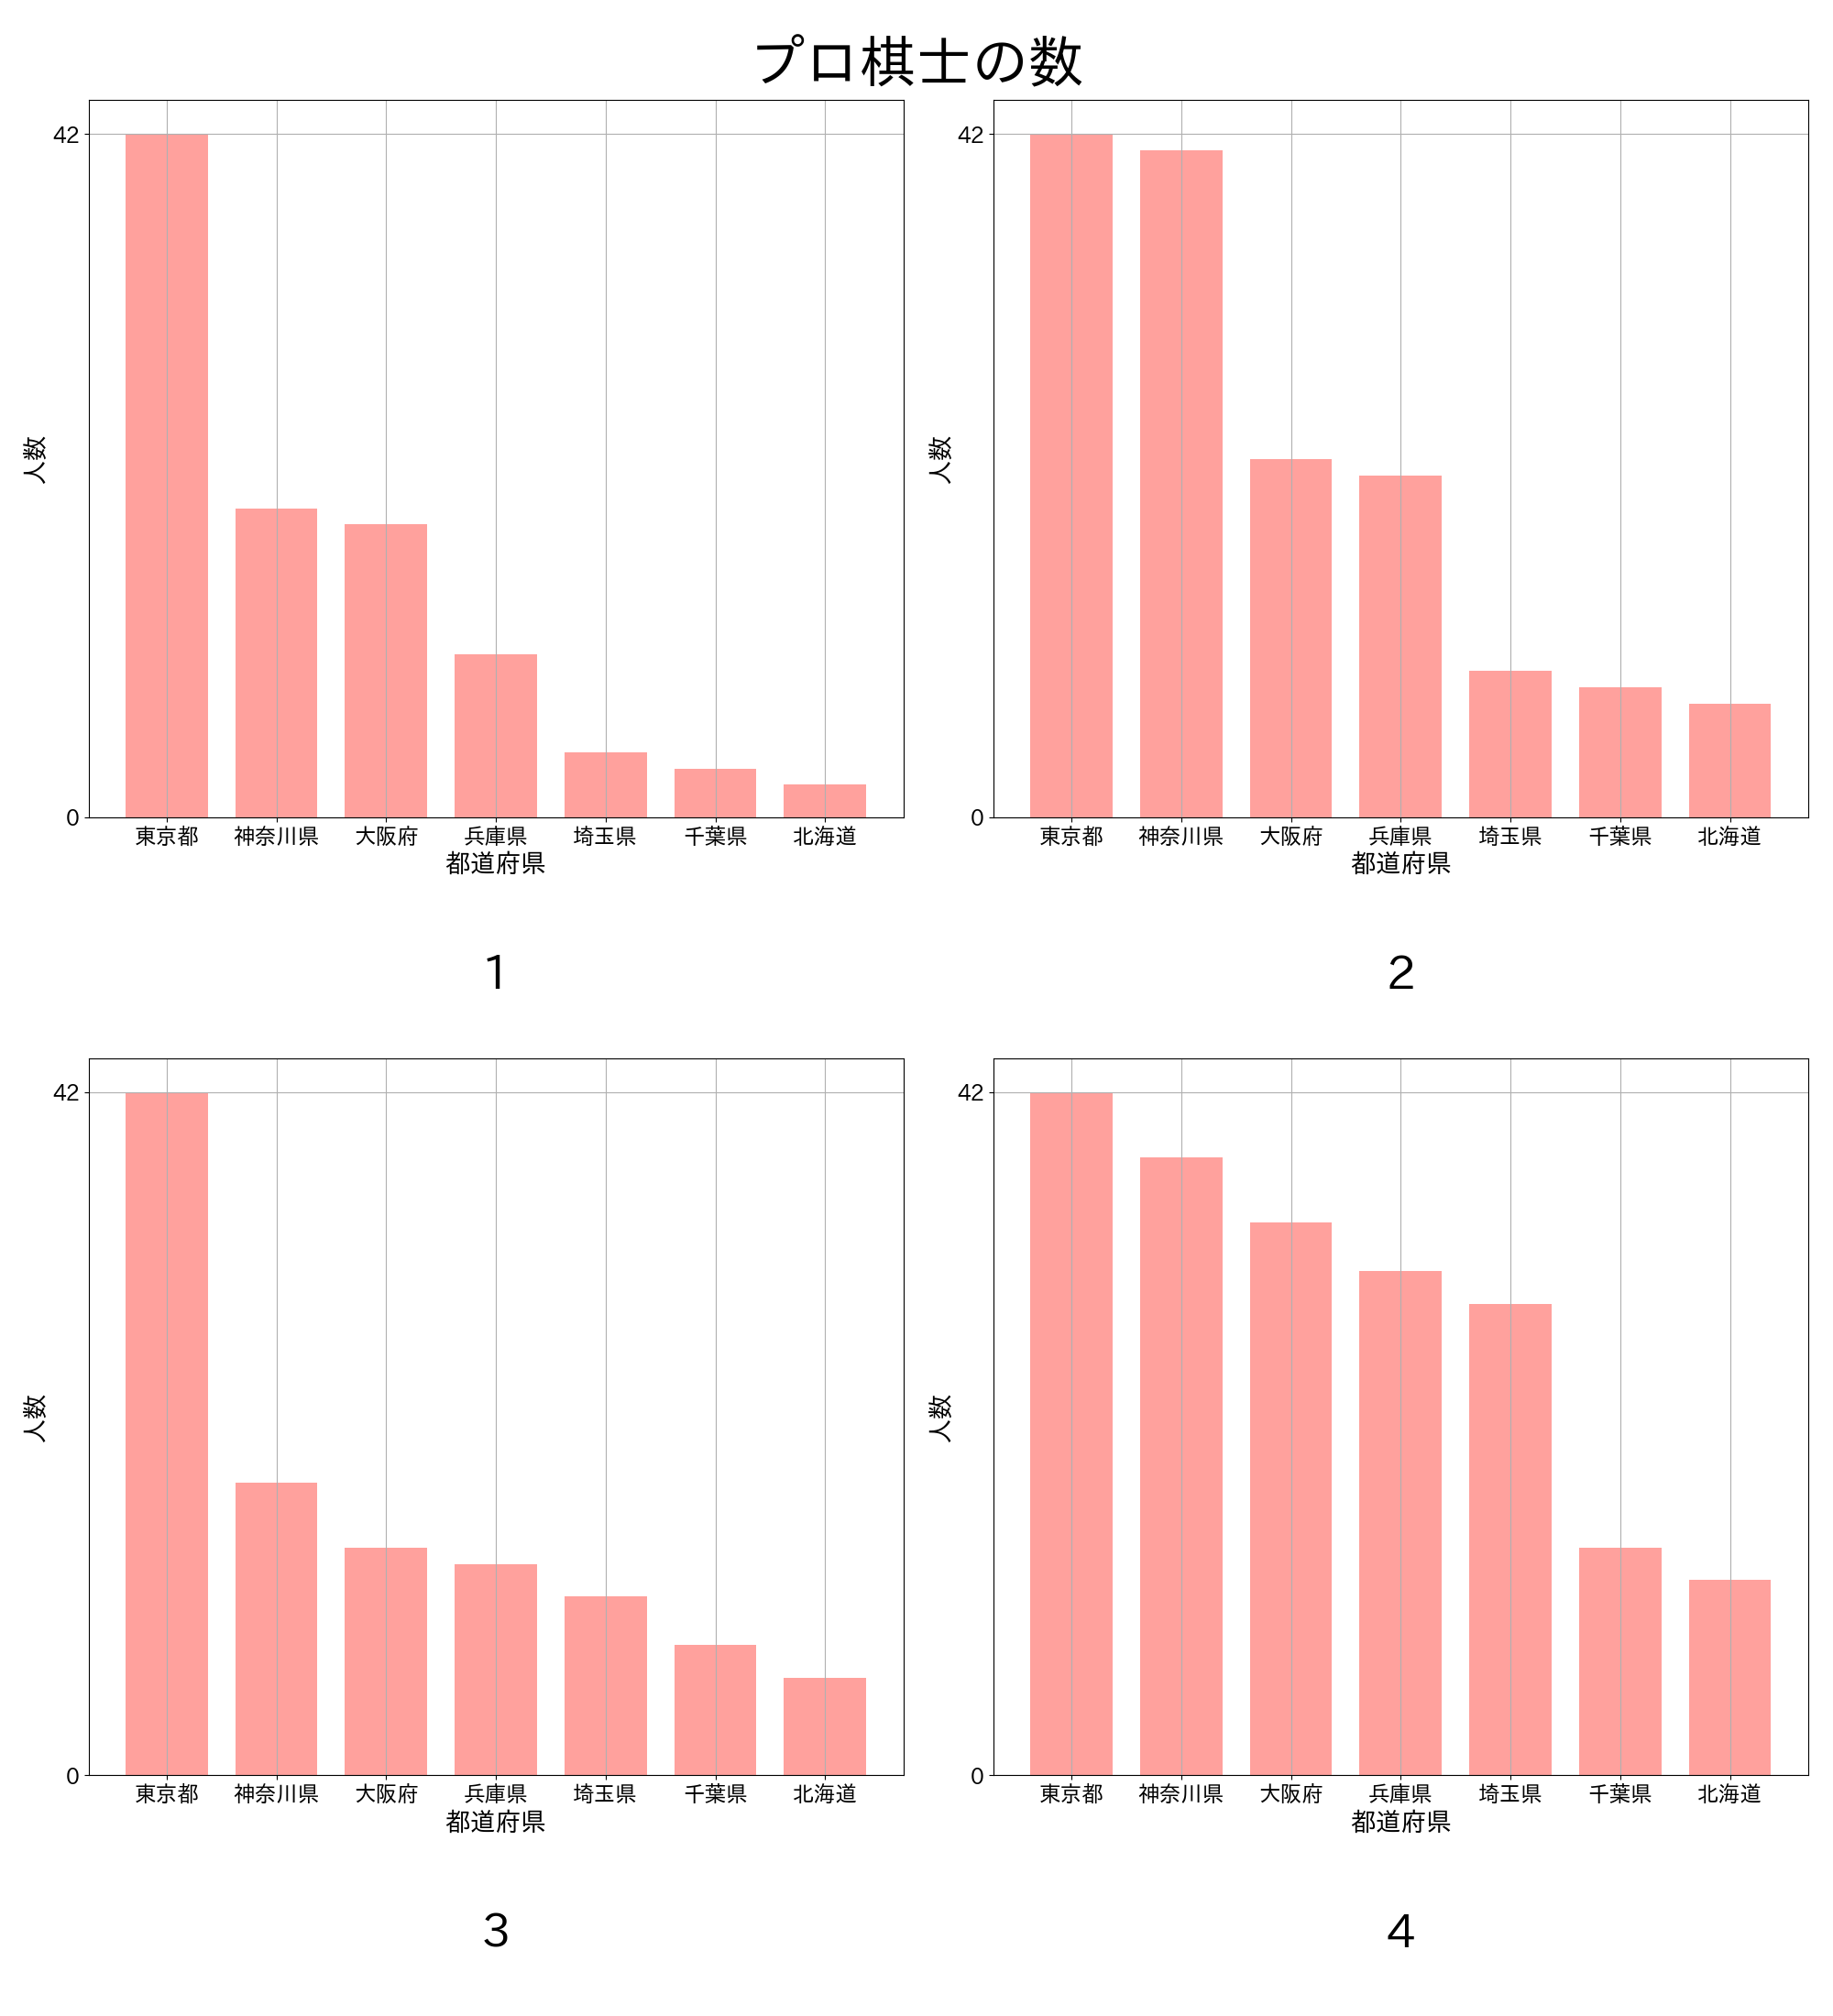 プロ棋士の数
42
0
人数
東京都 神奈川県 大阪府 兵庫県 埼玉県 千葉県 北海道
都道府県
1
42
0
人数
東京都 神奈川県 大阪府 兵庫県 埼玉県 千葉県 北海道
都道府県
2
42
0
人数
東京都 神奈川県 大阪府 兵庫県 埼玉県 千葉県 北海道
都道府県
3
42
0
人数
東京都 神奈川県 大阪府 兵庫県 埼玉県 千葉県 北海道
都道府県
4